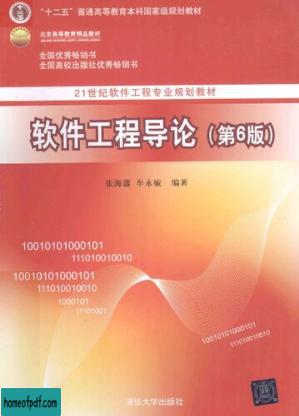 "十二五"普通高等教育本科国家级规划教材
北京高等教育精品教材
全国优秀畅销书
全国高校出版社优秀畅销书
21世纪软件工程专业规划教材
软件工程导论（第6版）
张海藩 牟永敏 编著
10010101000101
111010010010
10010101000101
111010010010
101001010001
10010101000101
111010010010
清华大学出版社
homeofpdf.com